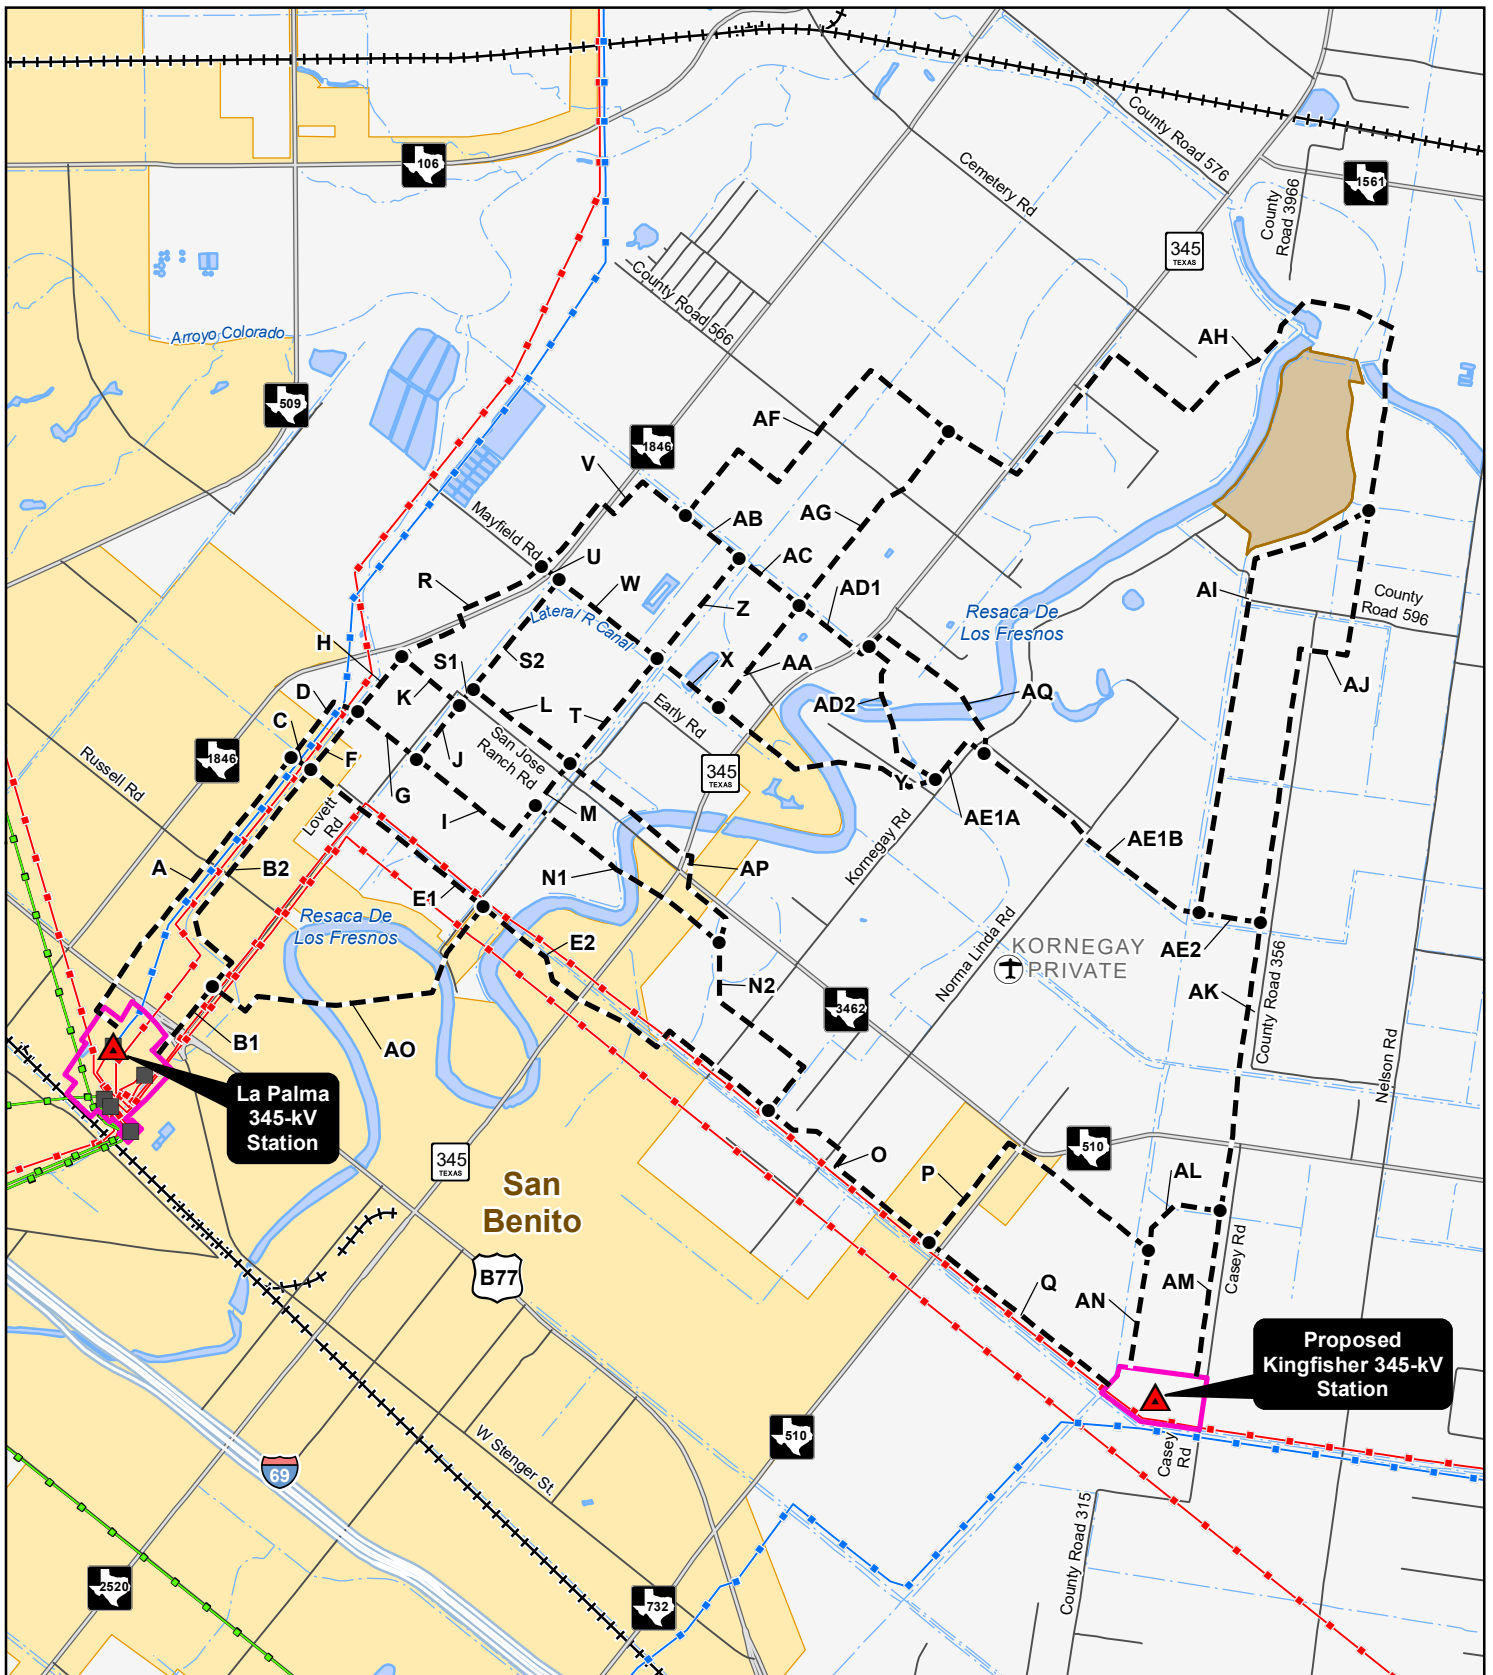 County Road 576
106
Cemetery Rd
1561
County
Road 3966
345
TEXAS
County Road 566
Arroyo Colorado
AH
509
AF
1846
V
Mayfield Rd
AB
AG
U
AC
R
W
AI
County
Road 596
Z
AD1
Lateral R Canal
Resaca De
Los Fresnos
H
S1
S2
X
AA
K
AJ
D
L
T
Early Rd
AD2
AQ
C
1846
F
J
San Jose
Ranch Rd
345
TEXAS
Russell Rd
G
Y
Lovett
Rd
I
M
AE1A
Kornegay Rd
AE1B
A
B2
N1
AP
E1
Resaca De
Los Fresnos
E2
Norma Linda Rd
KORNEGAY
PRIVATE
AE2
N2
AK
3462
County Road 356
B1
AO
Nelson Rd
La Palma
345-kV
Station
345
TEXAS
510
O
P
AL
San
Benito
B77
Casey Rd
Q
AN
AM
Proposed
Kingfisher 345-kV
Station
510
W Stenger St.
Casey
Rd
69
County Road 315
2520
732